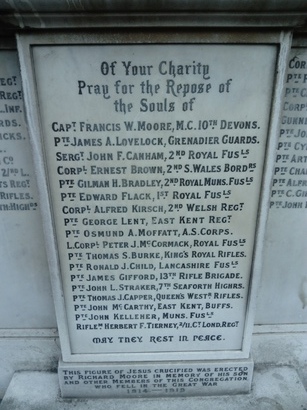 Of Your Charity
Pray for the Repose of
the Souls of
CAPT. FRANCIS W. MOORE, M.C. 10TH DEVONS.
PTE JAMES A. LOVELOCK, GRENADIER GUARDS.
SERGT. JOHN F. CANHAM, 2ND ROYAL FUSLS
CORPL ERNEST BROWN, 2ND S. WALES BORDRS
PTE GILMAN H. BRADLEY, 2ND ROYAL MUNS. FUSLS
PTE EDWARD FLACK, 1ST ROYAL FUSLS
CORPL ALFRED KIRSCH, 2ND WELSH REGT
PTE GEORGE LENT, EAST KENT REGT
PTE OSMUND A. MOFFATT, A.S. CORPS.
L.CORPL PETER J. McCORMACK, ROYAL FUSLS
PTE THOMAS S. BURKE, KING'S ROYAL RIFLES.
PTE RONALD J. CHILD, LANCASHIRE FUSLS
PTE JAMES GIFFORD, 13TH RIFLE BRIGADE.
PTE JOHN L. STRAKER, 7TH SEAFORTH HIGHRS.
PTE THOMAS J. CAPPER, QUEEN'S WESTR. RIFLES.
PTE JOHN McCARTHY, EAST KENT, BUFFS.
PTE JOHN KELLEHER, MUNS. FUSLS
RIFLEN HERBERT F. TIERNEY, 2/11, CY. LOND. REGT
MAY THEY REST IN PEACE.
THIS FIGURE OF JESUS CRUCIFIED WAS ERECTED
BY RICHARD MOORE IN MEMORY OF HIS SON
AND OTHER MEMBERS OF THIS CONGREGATION
WHO FELL IN THE GREAT WAR
1914-1918